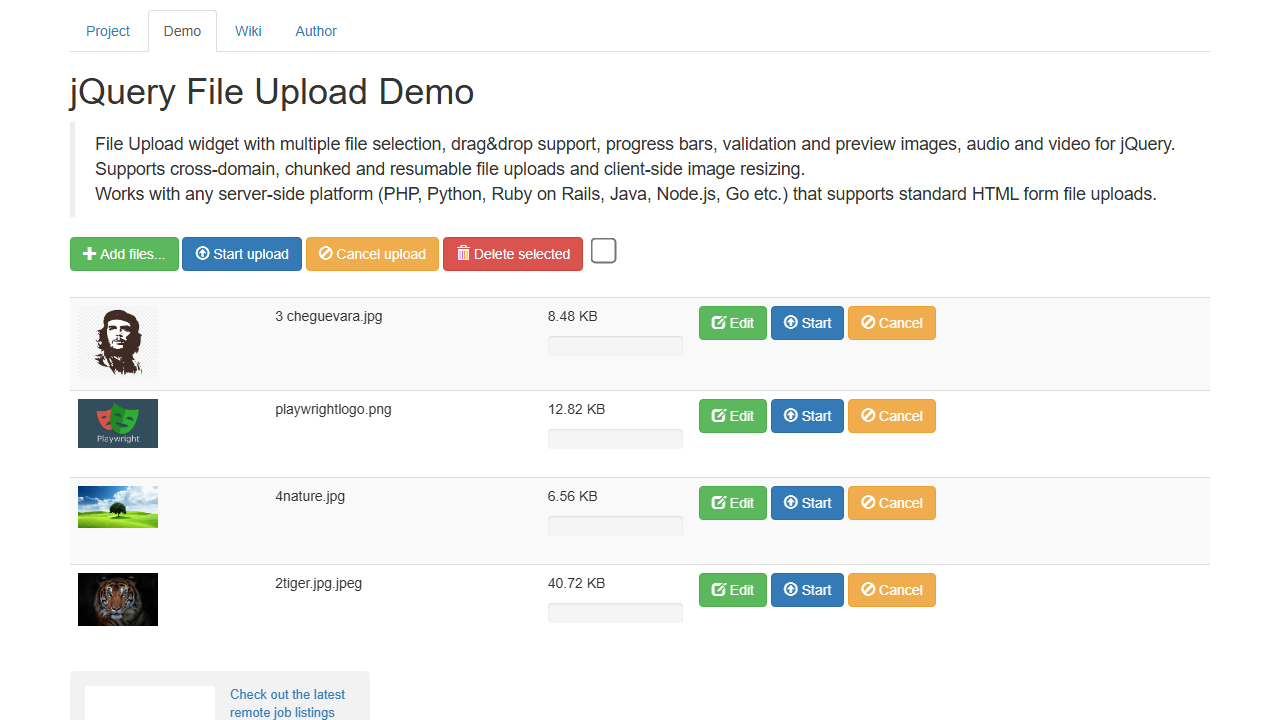 Project Demo Wiki Author
jQuery File Upload Demo
File Upload widget with multiple file selection, drag&drop support, progress bars, validation and preview images, audio and video for jQuery.
Supports cross-domain, chunked and resumable file uploads and client-side image resizing.
Works with any server-side platform (PHP, Python, Ruby on Rails, Java, Node.js, Go etc.) that supports standard HTML form file uploads.
Add files... Start upload Cancel upload Delete selected
3 cheguevara.jpg 8.48 KB Edit Start Cancel
playwrightlogo.png 12.82 KB Edit Start Cancel
Playwright
4nature.jpg 6.56 KB Edit Start Cancel
2tiger.jpg.jpeg 40.72 KB Edit Start Cancel
Check out the latest
remote job listings